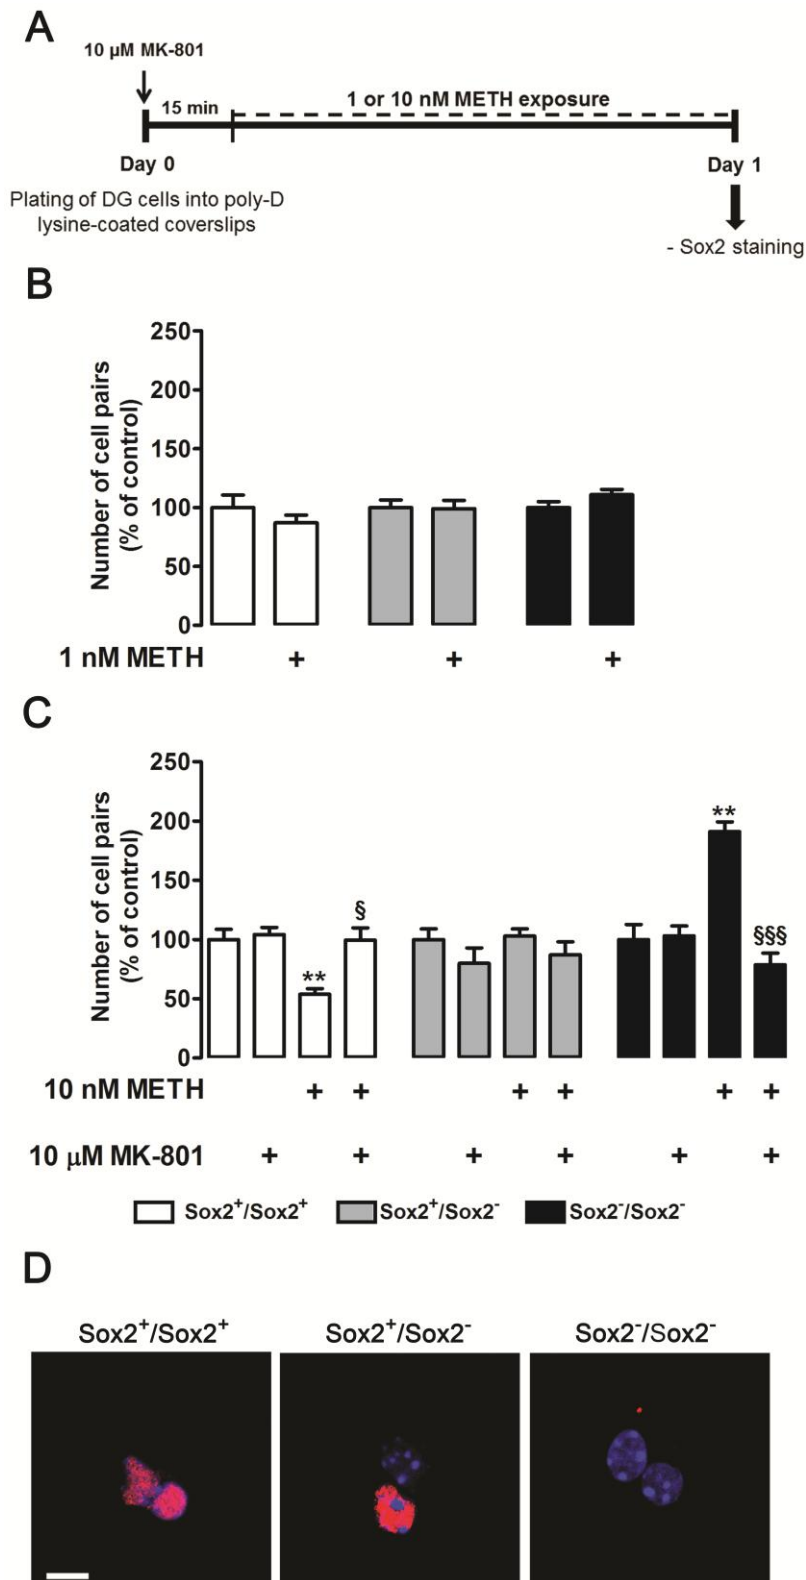 A
10 µM MK-801
15 min
1 or 10 nM METH exposure
Day 0
Day 1
Plating of DG cells into poly-D
lysine-coated coverslips
- Sox2 staining
B
Number of cell pairs
(% of control)
250
200
150
100
50
0
1 nM METH + + +
C
Number of cell pairs
(% of control)
250
200
150
100
50
0
** § ** §§§
10 nM METH + + + + + +
10 µM MK-801 + + + + + +
Sox2⁺/Sox2⁺ Sox2⁺/Sox2⁻ Sox2⁻/Sox2⁻
D
Sox2⁺/Sox2⁺ Sox2⁺/Sox2⁻ Sox2⁻/Sox2⁻